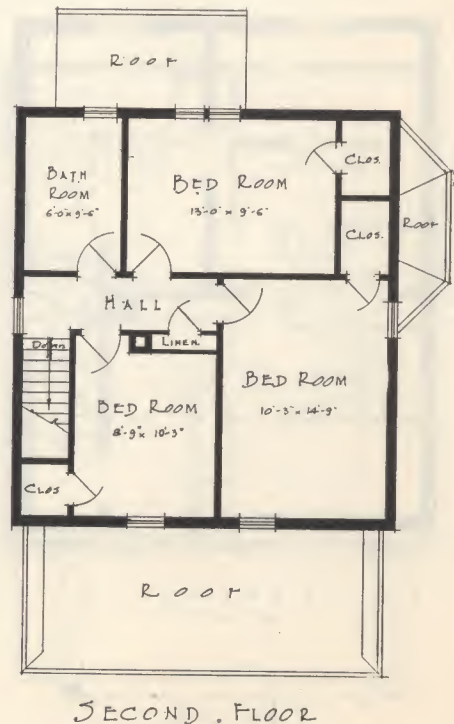 ROOF
BATH
ROOM
6'-0" x 9'-6"
BED ROOM
13'-0" x 9'-6"
CLOS.
CLOS.
ROOF
HALL
DOWN
LINEN
BED ROOM
8'-9" x 10'-3"
BED ROOM
10'-3" x 14'-9"
CLOS
ROOF
SECOND . FLOOR